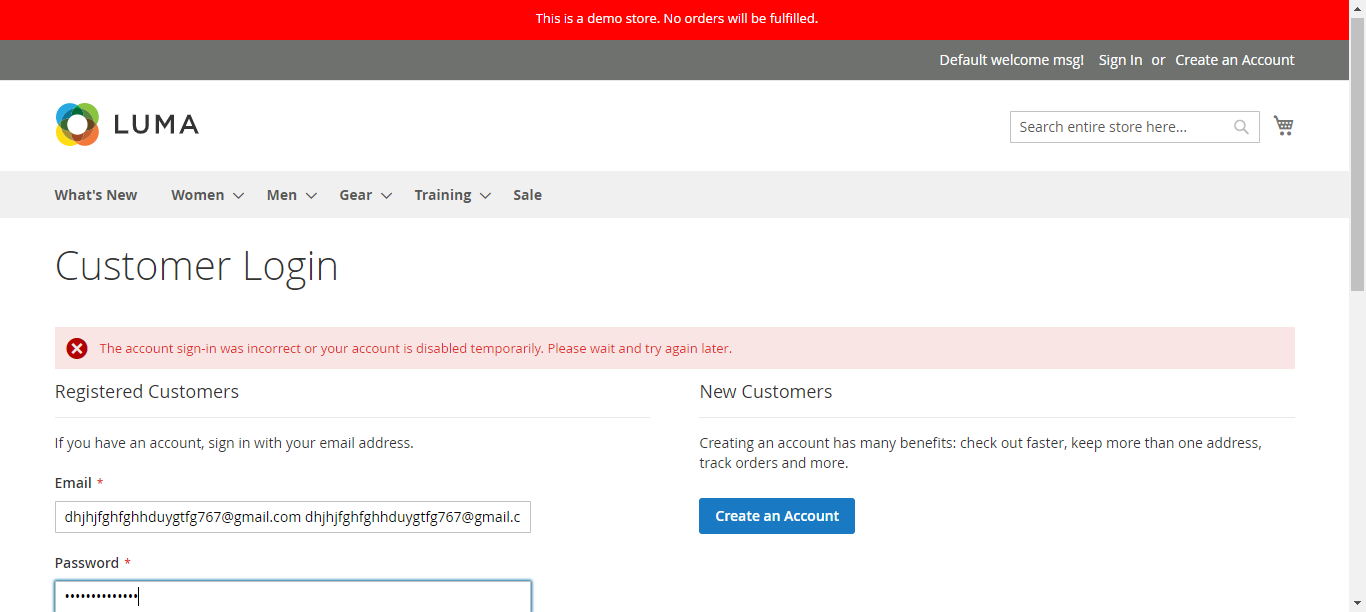 This is a demo store. No orders will be fulfilled.
Default welcome msg! Sign In or Create an Account
LUMA
Search entire store here...
What's New Women Men Gear Training Sale
Customer Login
The account sign-in was incorrect or your account is disabled temporarily. Please wait and try again later.
Registered Customers
If you have an account, sign in with your email address.
Email *
dhjhjfghfghhduygtfg767@gmail.com dhjhjfghfghhduygtfg767@gmail.c
Password *
••••••••••••••
New Customers
Creating an account has many benefits: check out faster, keep more than one address,
track orders and more.
Create an Account